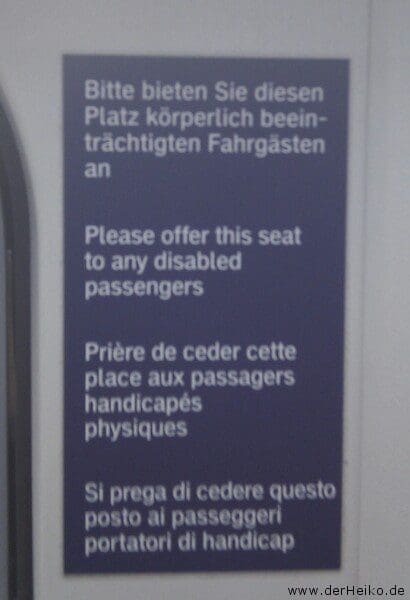 Bitte bieten Sie diesen
Platz körperlich beein-
trächtigten Fahrgästen
an
Please offer this seat
to any disabled
passengers
Prière de ceder cette
place aux passagers
handicapés
physiques
Si prega di cedere questo
posto ai passeggeri
portatori di handicap
www.derHeiko.de